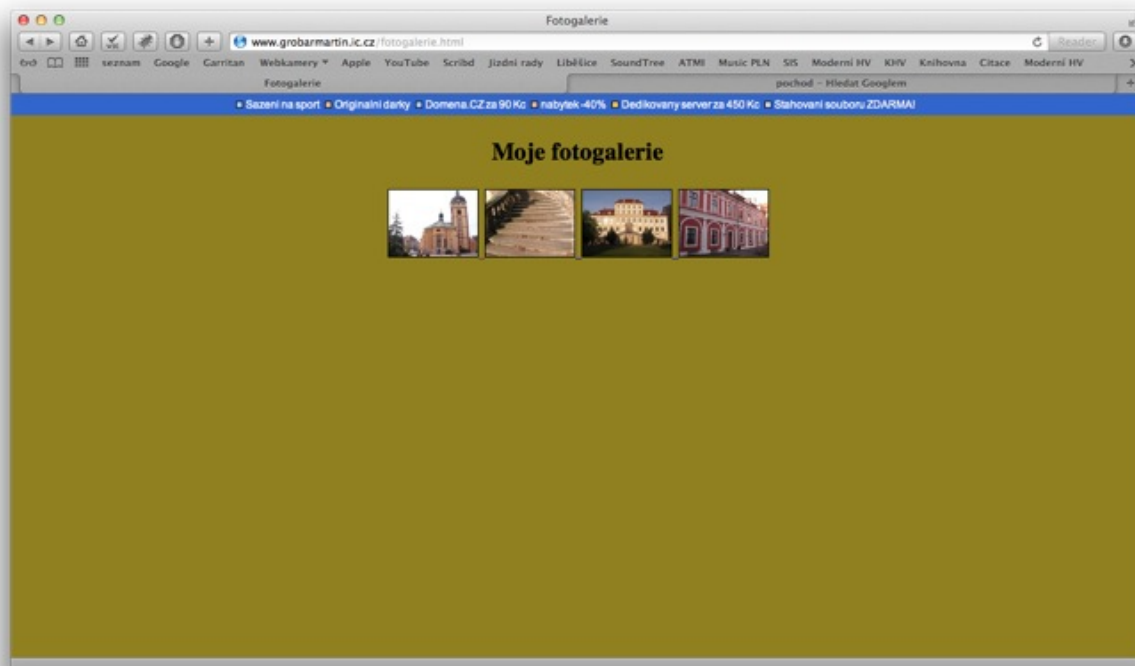 Fotogalerie
www.grobarmartin.ic.cz/fotogalerie.html
Reader
seznam Google Garritan Webkamery Apple YouTube Scribd Jízdní rady Liběšice SoundTree ATMI Music PLN SIS Moderní HV KHV Knihovna Citace Moderní HV
Fotogalerie pochod - Hledat Googlem
Sazeni na sport Originalni darky Domena.CZ za 90 Kc nabytek -40% Dedikovany server za 450 Kc Stahovani souboru ZDARMA!
Moje fotogalerie